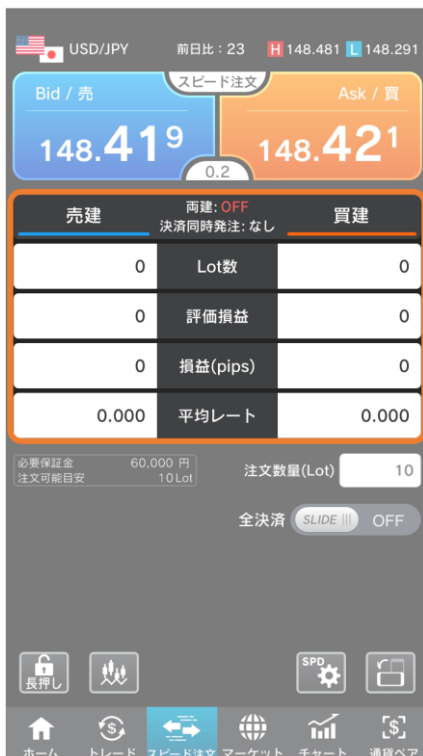 USD/JPY 前日比：23 H 148.481 L 148.291
スピード注文
Bid / 売 Ask / 買
148.419 148.421
0.2
売建 両建: OFF 買建
決済同時発注: なし
0 Lot数 0
0 評価損益 0
0 損益(pips) 0
0.000 平均レート 0.000
必要保証金 60,000 円
注文可能目安 10 Lot
注文数量(Lot) 10
全決済 SLIDE OFF
長押し
SPD
ホーム トレード スピード注文 マーケット チャート 通貨ペア